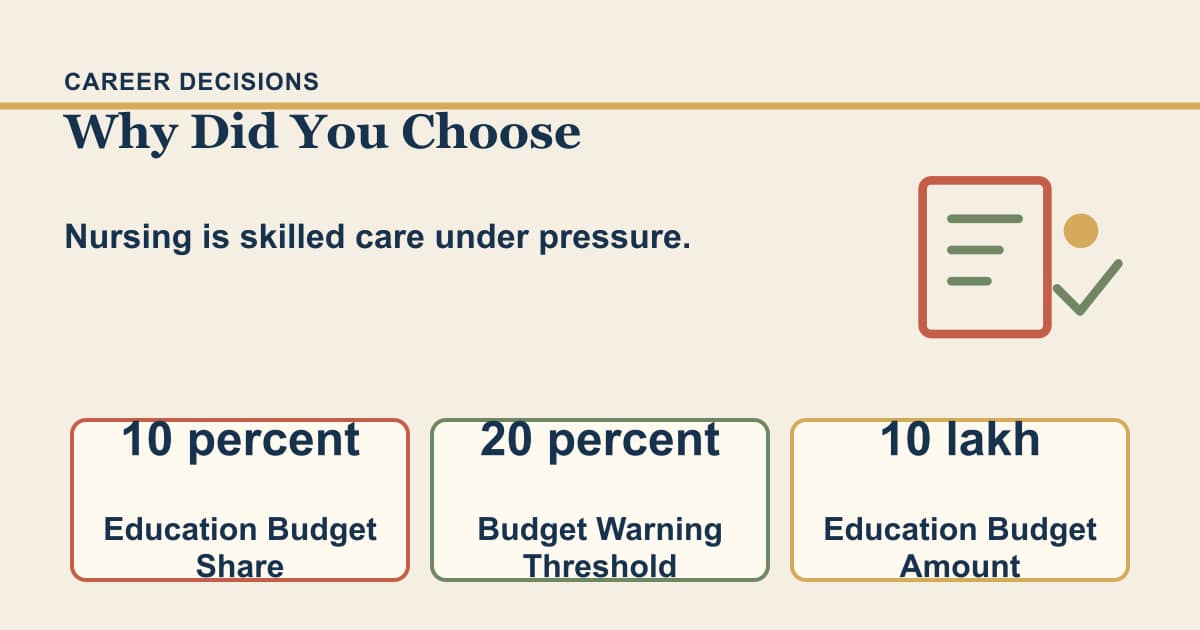 CAREER DECISIONS
Why Did You Choose
Nursing is skilled care under pressure.
10 percent
Education Budget
Share
20 percent
Budget Warning
Threshold
10 lakh
Education Budget
Amount